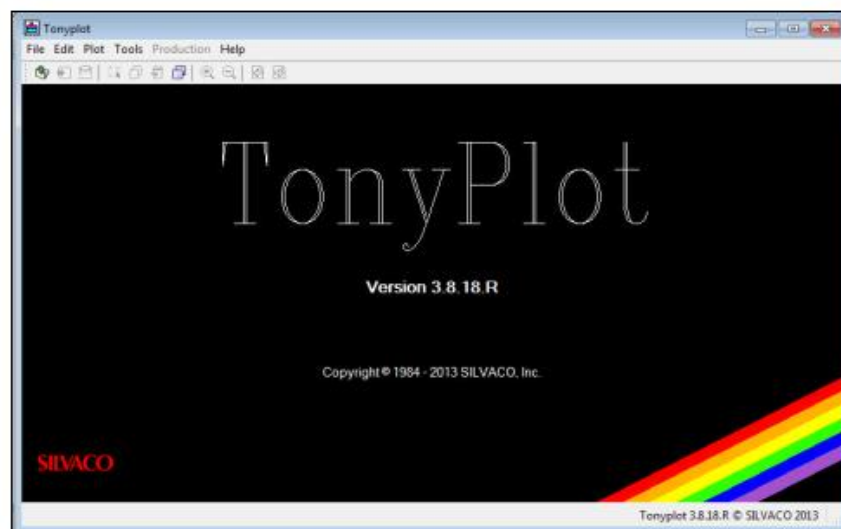 Tonyplot
File Edit Plot Tools Production Help
TonyPlot
Version 3.8.18.R
Copyright © 1984 - 2013 SILVACO, Inc.
SILVACO
Tonyplot 3.8.18.R © SILVACO 2013